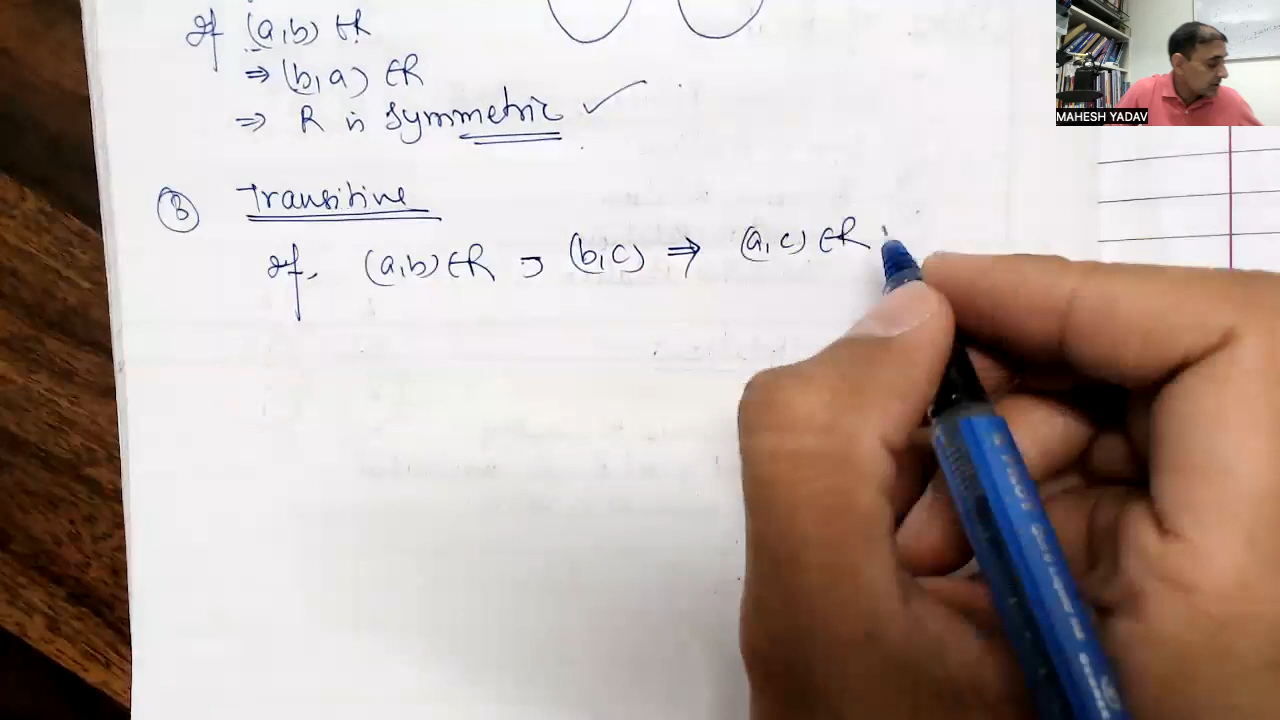 If (a,b) ∈R
⇒ (b,a) ∈R
⇒ R is Symmetric ✓
③ Transitive
If, (a,b) ∈R , (b,c) ⇒ (a,c) ∈R
MAHESH YADAV